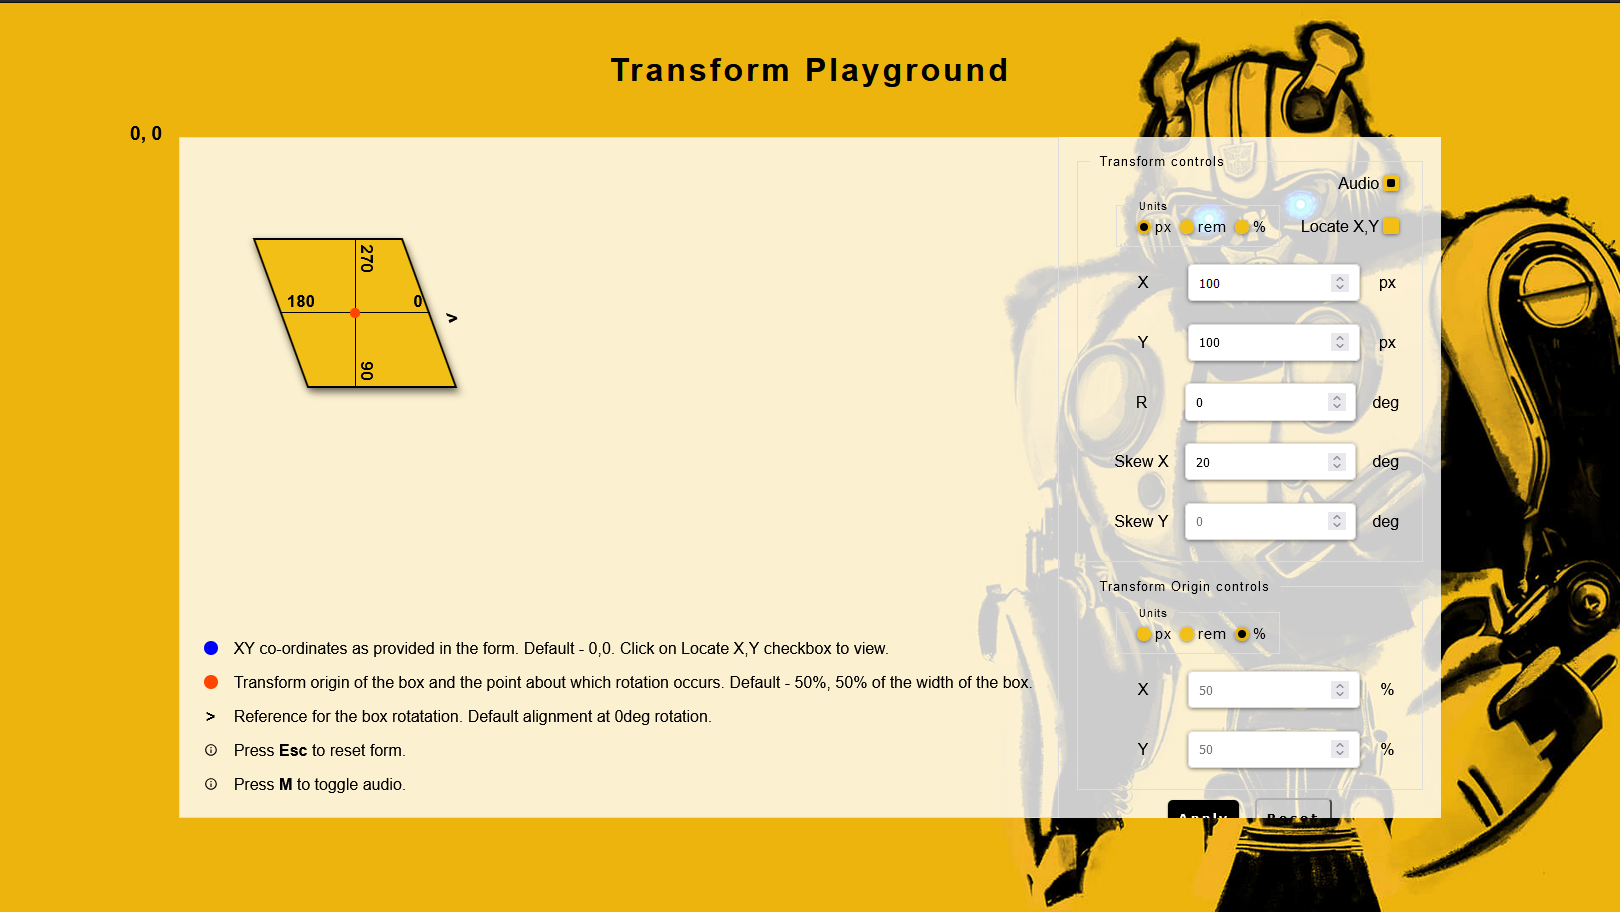 Transform Playground
0, 0
270
180
0
90
>
Transform controls
Audio
Units
px rem %
Locate X,Y
X 100 px
Y 100 px
R 0 deg
Skew X 20 deg
Skew Y 0 deg
Transform Origin controls
Units
px rem %
X 50 %
Y 50 %
Apply Reset
XY co-ordinates as provided in the form. Default - 0,0. Click on Locate X,Y checkbox to view.
Transform origin of the box and the point about which rotation occurs. Default - 50%, 50% of the width of the box.
> Reference for the box rotatation. Default alignment at 0deg rotation.
Press Esc to reset form.
Press M to toggle audio.